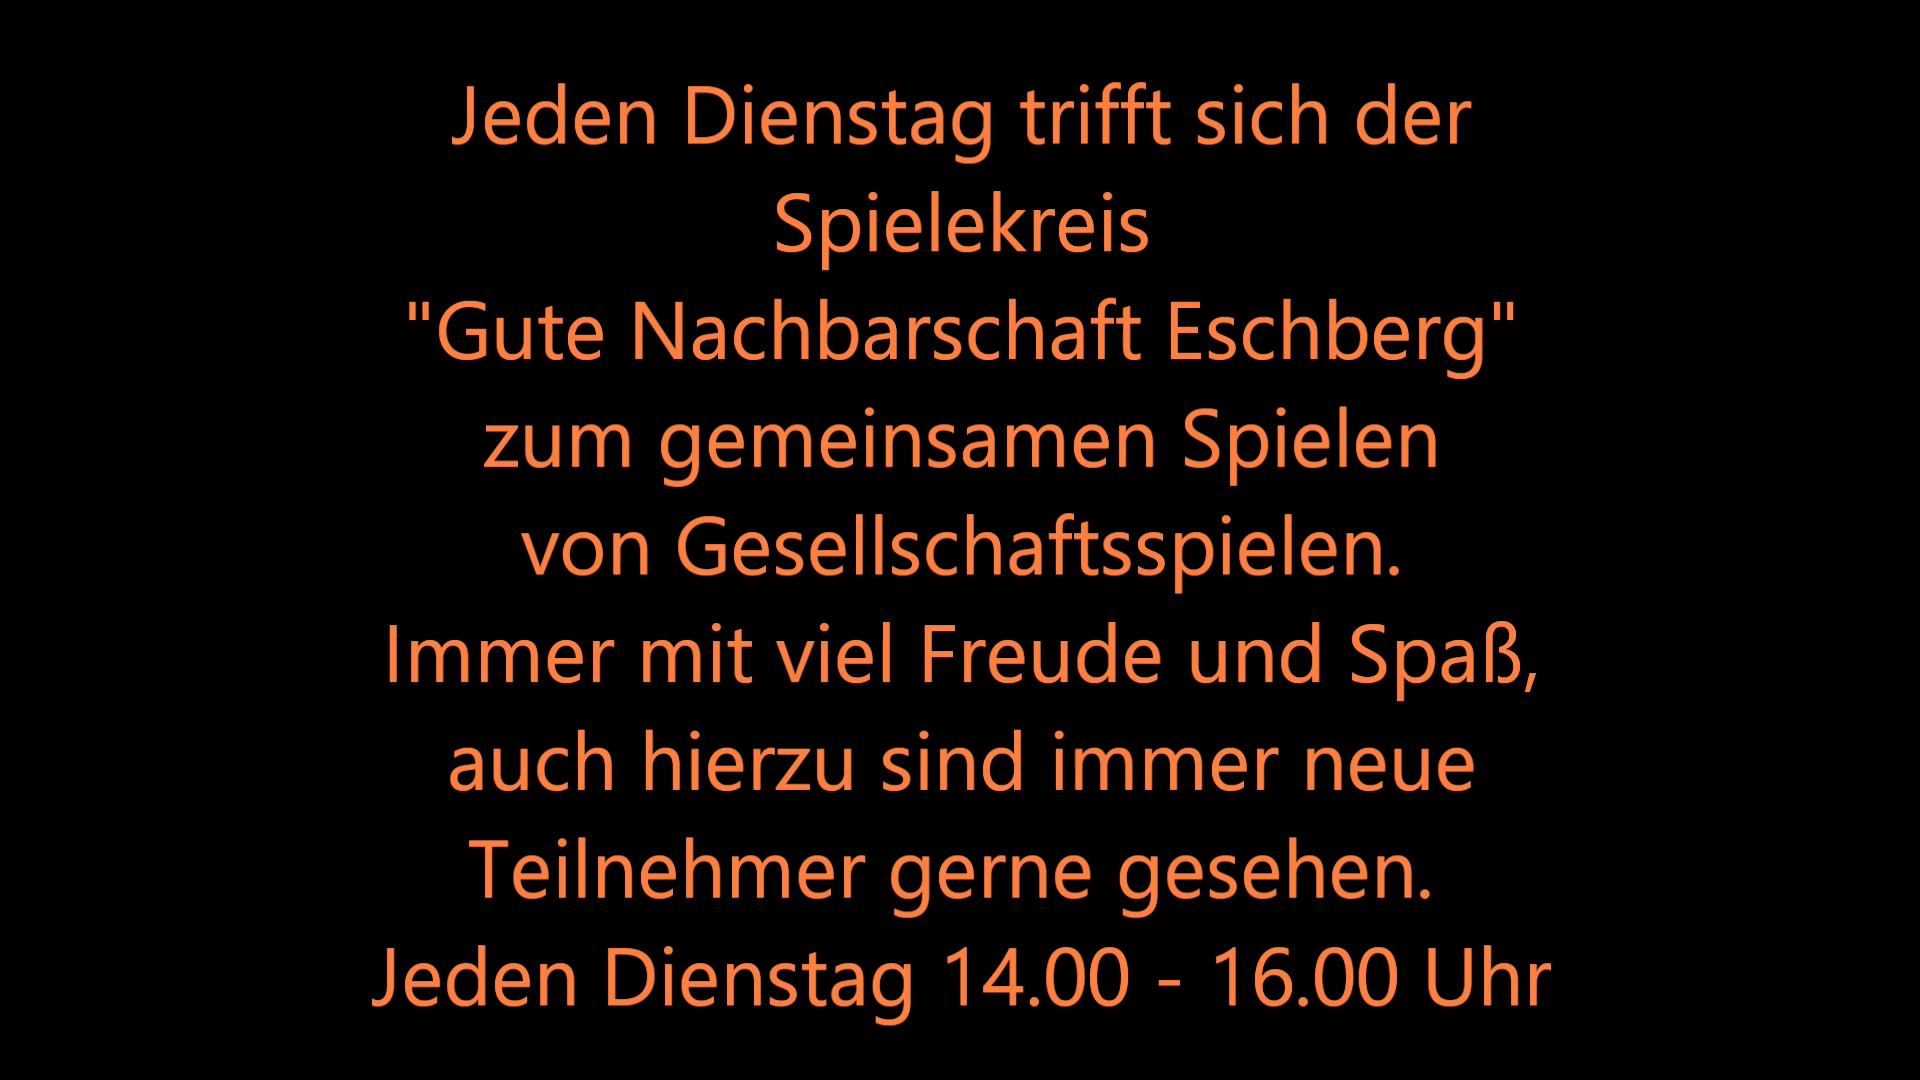 Jeden Dienstag trifft sich der
Spielekreis
"Gute Nachbarschaft Eschberg"
zum gemeinsamen Spielen
von Gesellschaftsspielen.
Immer mit viel Freude und Spaß,
auch hierzu sind immer neue
Teilnehmer gerne gesehen.
Jeden Dienstag 14.00 - 16.00 Uhr